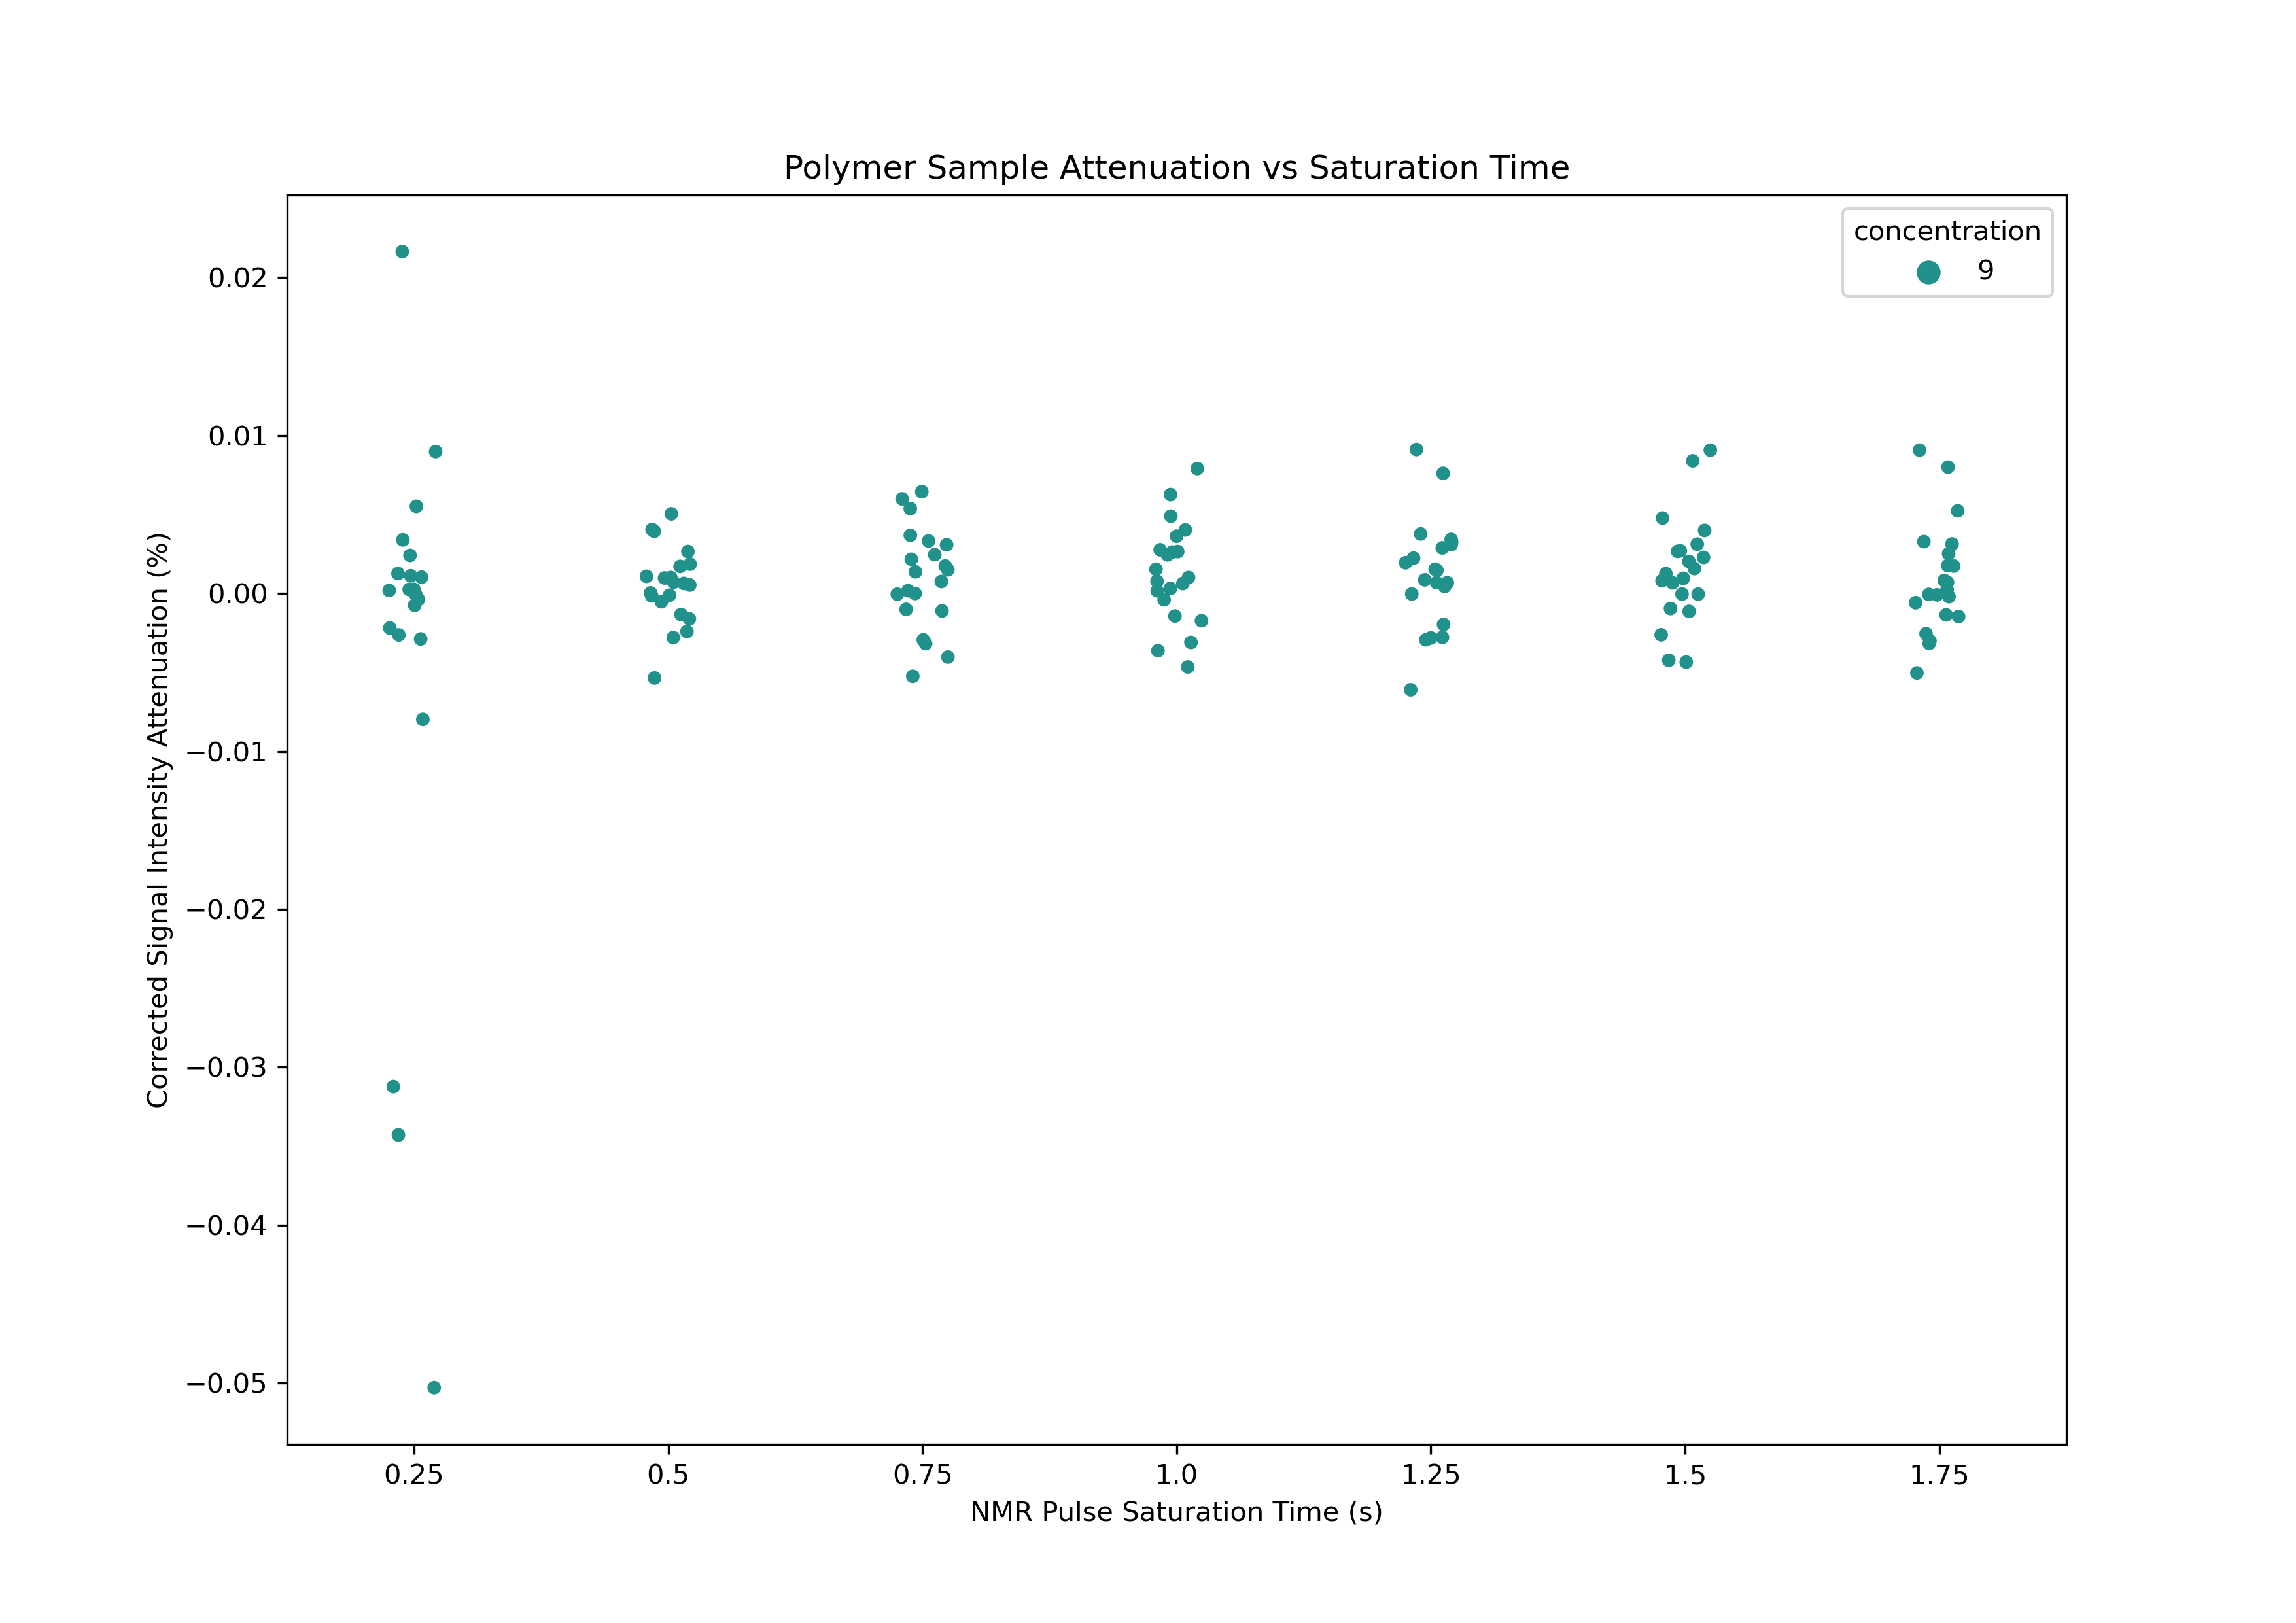 Polymer Sample Attenuation vs Saturation Time
concentration
9
0.02
0.01
0.00
−0.01
−0.02
−0.03
−0.04
−0.05
Corrected Signal Intensity Attenuation (%)
0.25 0.5 0.75 1.0 1.25 1.5 1.75
NMR Pulse Saturation Time (s)